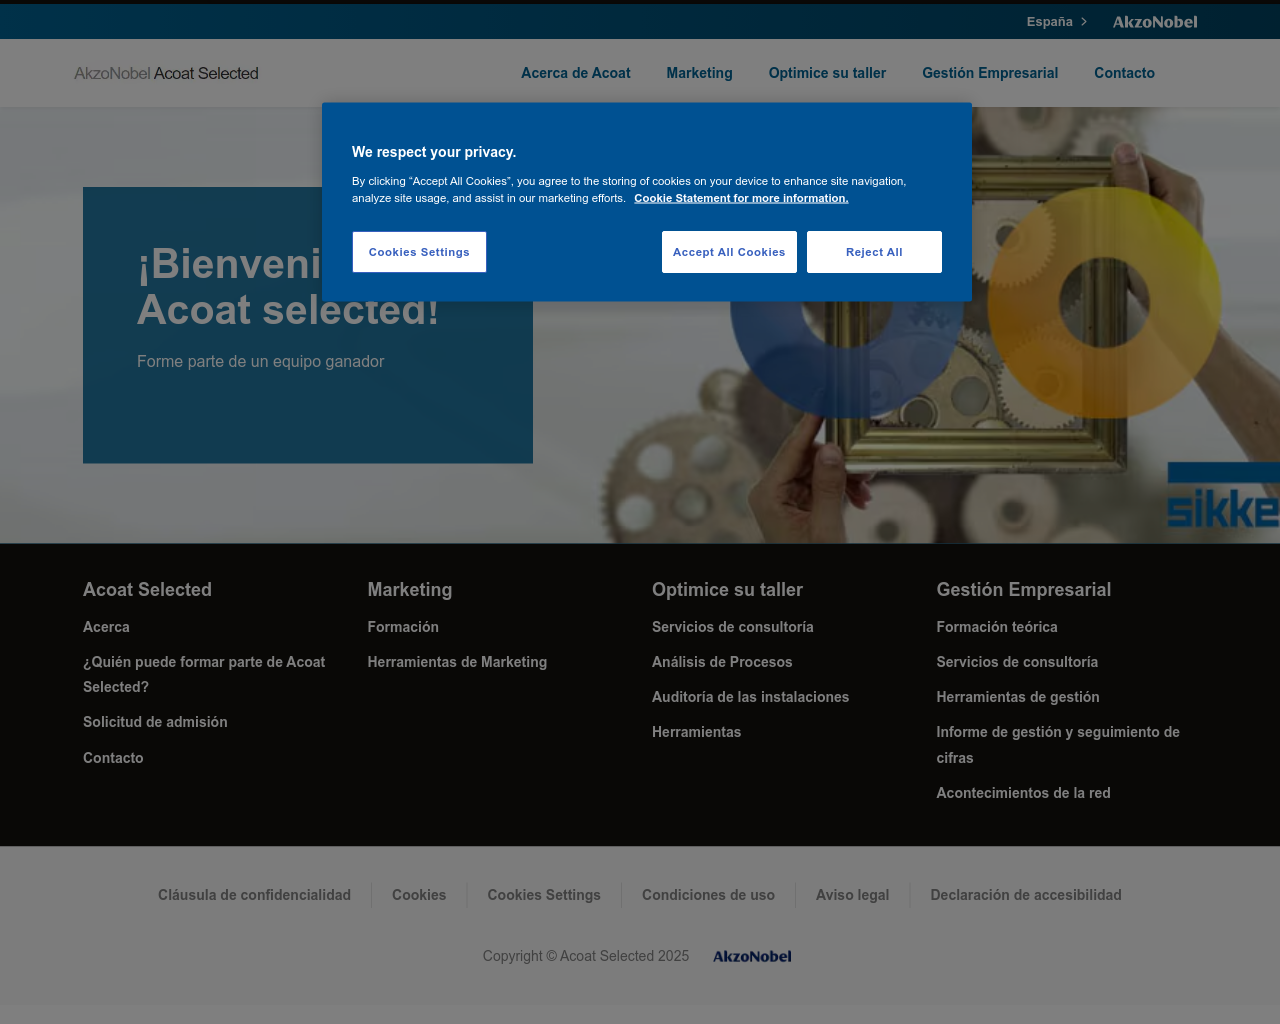 España
AkzoNobel
AkzoNobel Acoat Selected
Acerca de Acoat
Marketing
Optimice su taller
Gestión Empresarial
Contacto
We respect your privacy.
By clicking “Accept All Cookies”, you agree to the storing of cookies on your device to enhance site navigation,
analyze site usage, and assist in our marketing efforts. Cookie Statement for more information.
Cookies Settings
Accept All Cookies
Reject All
¡Bienveni
Acoat selected!
Forme parte de un equipo ganador
sikke
Acoat Selected
Acerca
¿Quién puede formar parte de Acoat
Selected?
Solicitud de admisión
Contacto
Marketing
Formación
Herramientas de Marketing
Optimice su taller
Servicios de consultoría
Análisis de Procesos
Auditoría de las instalaciones
Herramientas
Gestión Empresarial
Formación teórica
Servicios de consultoría
Herramientas de gestión
Informe de gestión y seguimiento de
cifras
Acontecimientos de la red
Cláusula de confidencialidad
Cookies
Cookies Settings
Condiciones de uso
Aviso legal
Declaración de accesibilidad
Copyright © Acoat Selected 2025
AkzoNobel